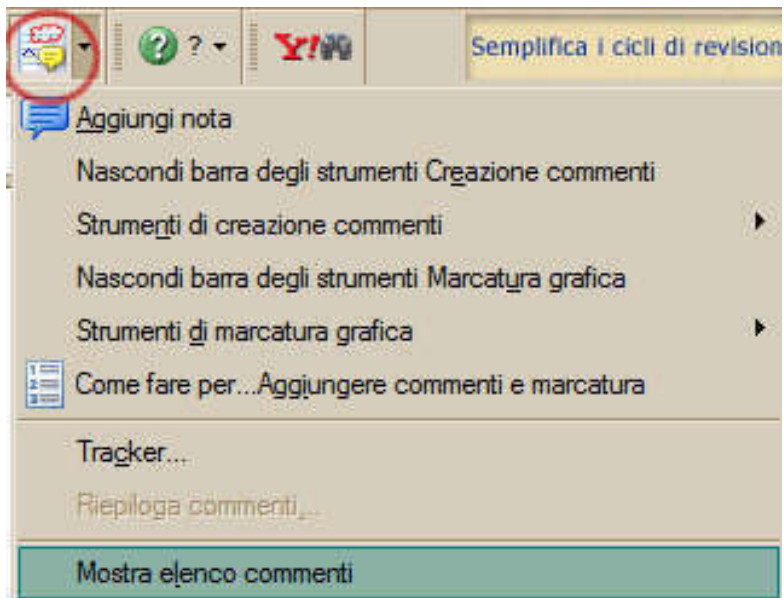 ? Y! Semplifica i cicli di revision
Aggiungi nota
Nascondi barra degli strumenti Creazione commenti
Strumenti di creazione commenti
Nascondi barra degli strumenti Marcatura grafica
Strumenti di marcatura grafica
Come fare per...Aggiungere commenti e marcatura
Tracker...
Riepiloga commenti...
Mostra elenco commenti